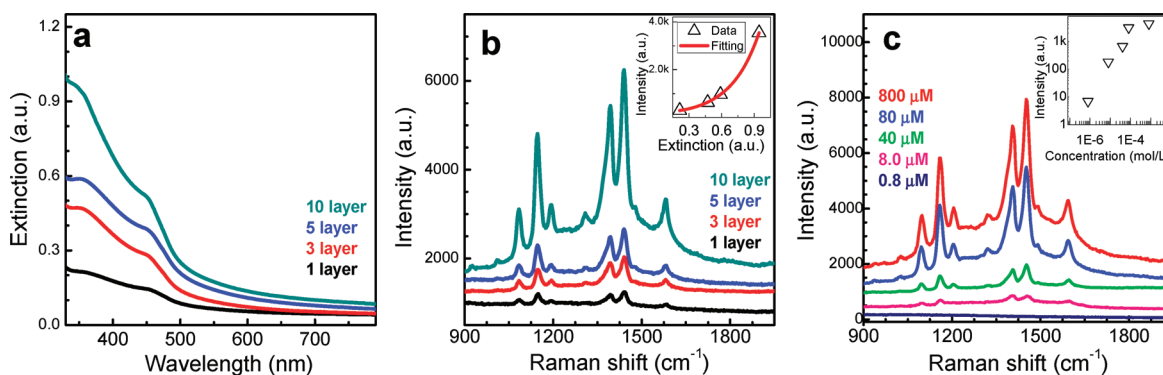 a
Extinction (a.u.)
1.2
0.9
0.6
0.3
0.0
10 layer
5 layer
3 layer
1 layer
400 500 600 700
Wavelength (nm)
b
Intensity (a.u.)
6000
4000
2000
10 layer
5 layer
3 layer
1 layer
900 1200 1500 1800
Raman shift (cm-1)
Intensity (a.u.)
4.0k
2.0k
0.0
Data
Fitting
0.3 0.6 0.9
Extinction (a.u.)
c
Intensity (a.u.)
10000
8000
6000
4000
2000
0
800 μM
80 μM
40 μM
8.0 μM
0.8 μM
900 1200 1500 1800
Raman shift (cm-1)
Intensity (a.u.)
1k
100
10
1
1E-6 1E-4
Concentration (mol/L